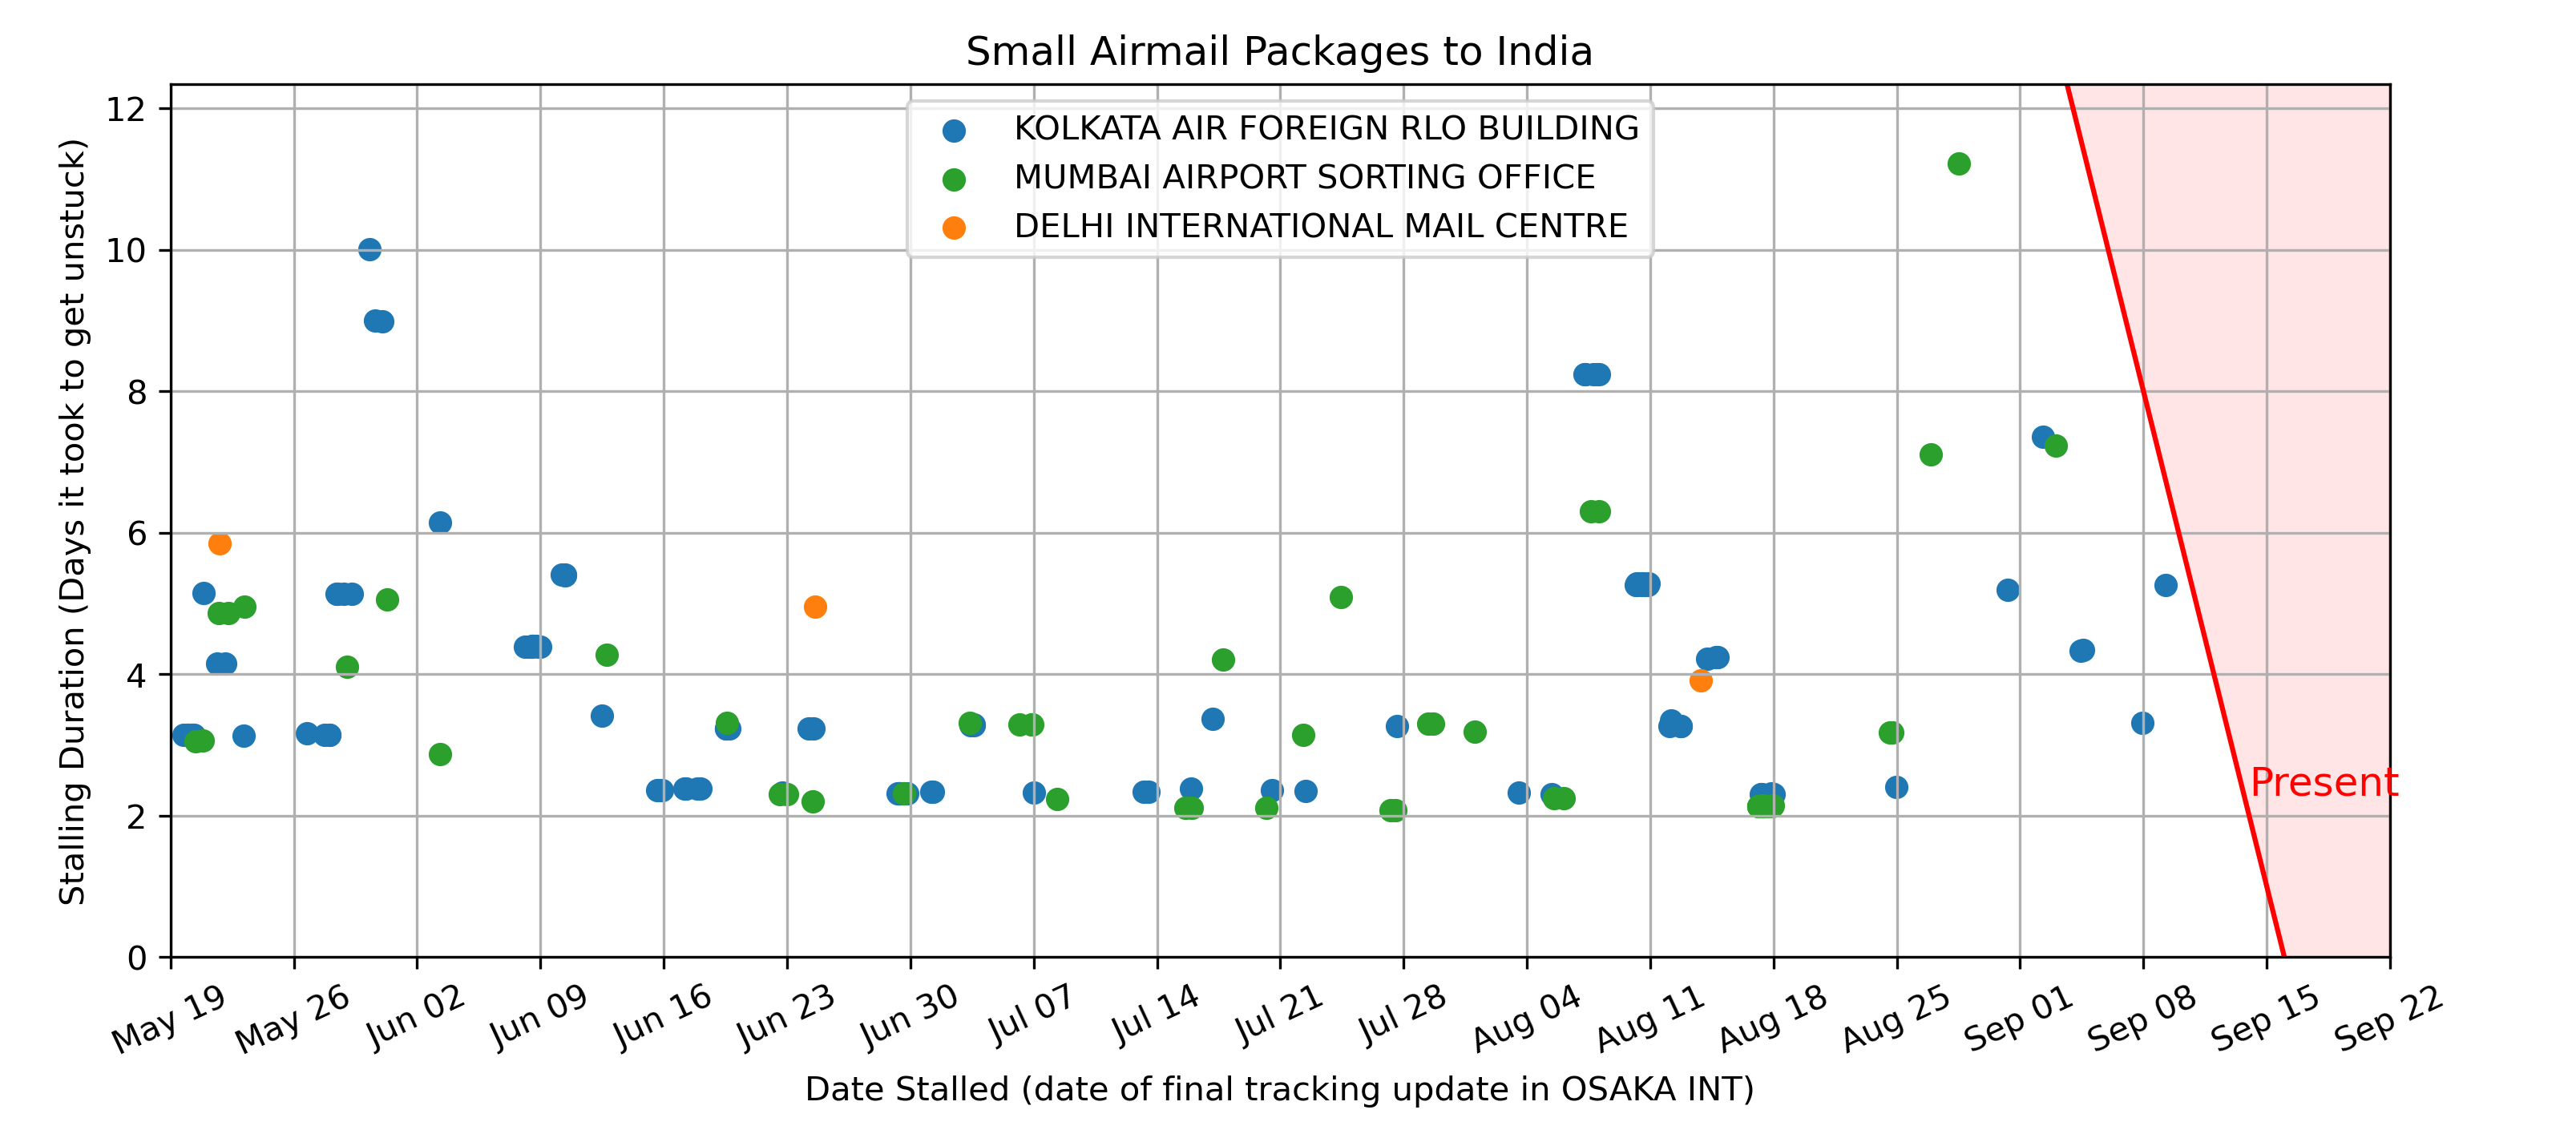 Small Airmail Packages to India
Stalling Duration (Days it took to get unstuck)
12
10
8
6
4
2
0
KOLKATA AIR FOREIGN RLO BUILDING
MUMBAI AIRPORT SORTING OFFICE
DELHI INTERNATIONAL MAIL CENTRE
Present
May 19
May 26
Jun 02
Jun 09
Jun 16
Jun 23
Jun 30
Jul 07
Jul 14
Jul 21
Jul 28
Aug 04
Aug 11
Aug 18
Aug 25
Sep 01
Sep 08
Sep 15
Sep 22
Date Stalled (date of final tracking update in OSAKA INT)